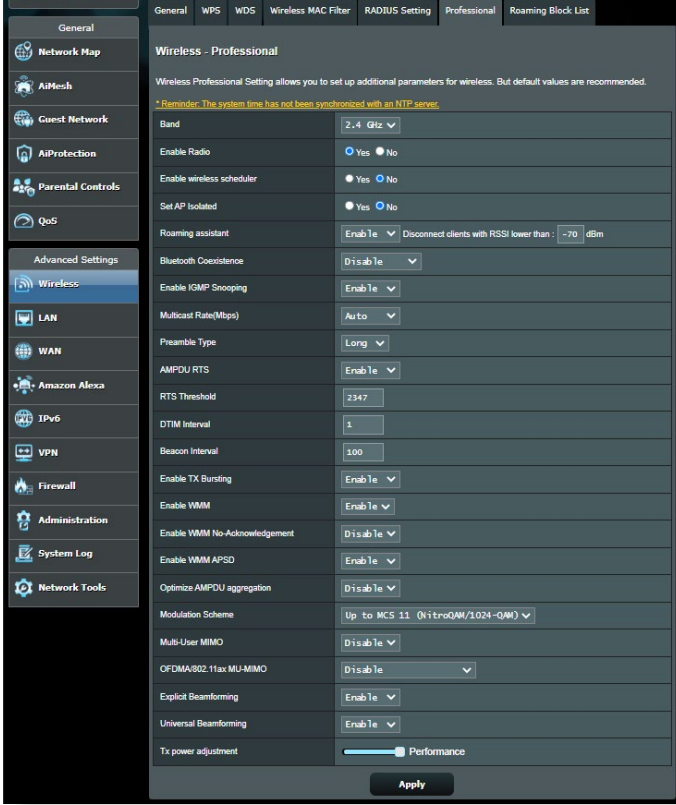 General WPS WDS Wireless MAC Filter RADIUS Setting Professional Roaming Block List
General
Network Map
AiMesh
Guest Network
AiProtection
Parental Controls
QoS
Advanced Settings
Wireless
LAN
WAN
Amazon Alexa
IPv6
VPN
Firewall
Administration
System Log
Network Tools
Wireless - Professional
Wireless Professional Setting allows you to set up additional parameters for wireless. But default values are recommended.
* Reminder: The system time has not been synchronized with an NTP server.
Band 2.4 GHz
Enable Radio Yes No
Enable wireless scheduler Yes No
Set AP Isolated Yes No
Roaming assistant Enable Disconnect clients with RSSI lower than : -70 dBm
Bluetooth Coexistence Disable
Enable IGMP Snooping Enable
Multicast Rate(Mbps) Auto
Preamble Type Long
AMPDU RTS Enable
RTS Threshold 2347
DTIM Interval 1
Beacon Interval 100
Enable TX Bursting Enable
Enable WMM Enable
Enable WMM No-Acknowledgement Disable
Enable WMM APSD Enable
Optimize AMPDU aggregation Disable
Modulation Scheme Up to MCS 11 (NitroQAM/1024-QAM)
Multi-User MIMO Disable
OFDMA/802.11ax MU-MIMO Disable
Explicit Beamforming Enable
Universal Beamforming Enable
Tx power adjustment Performance
Apply